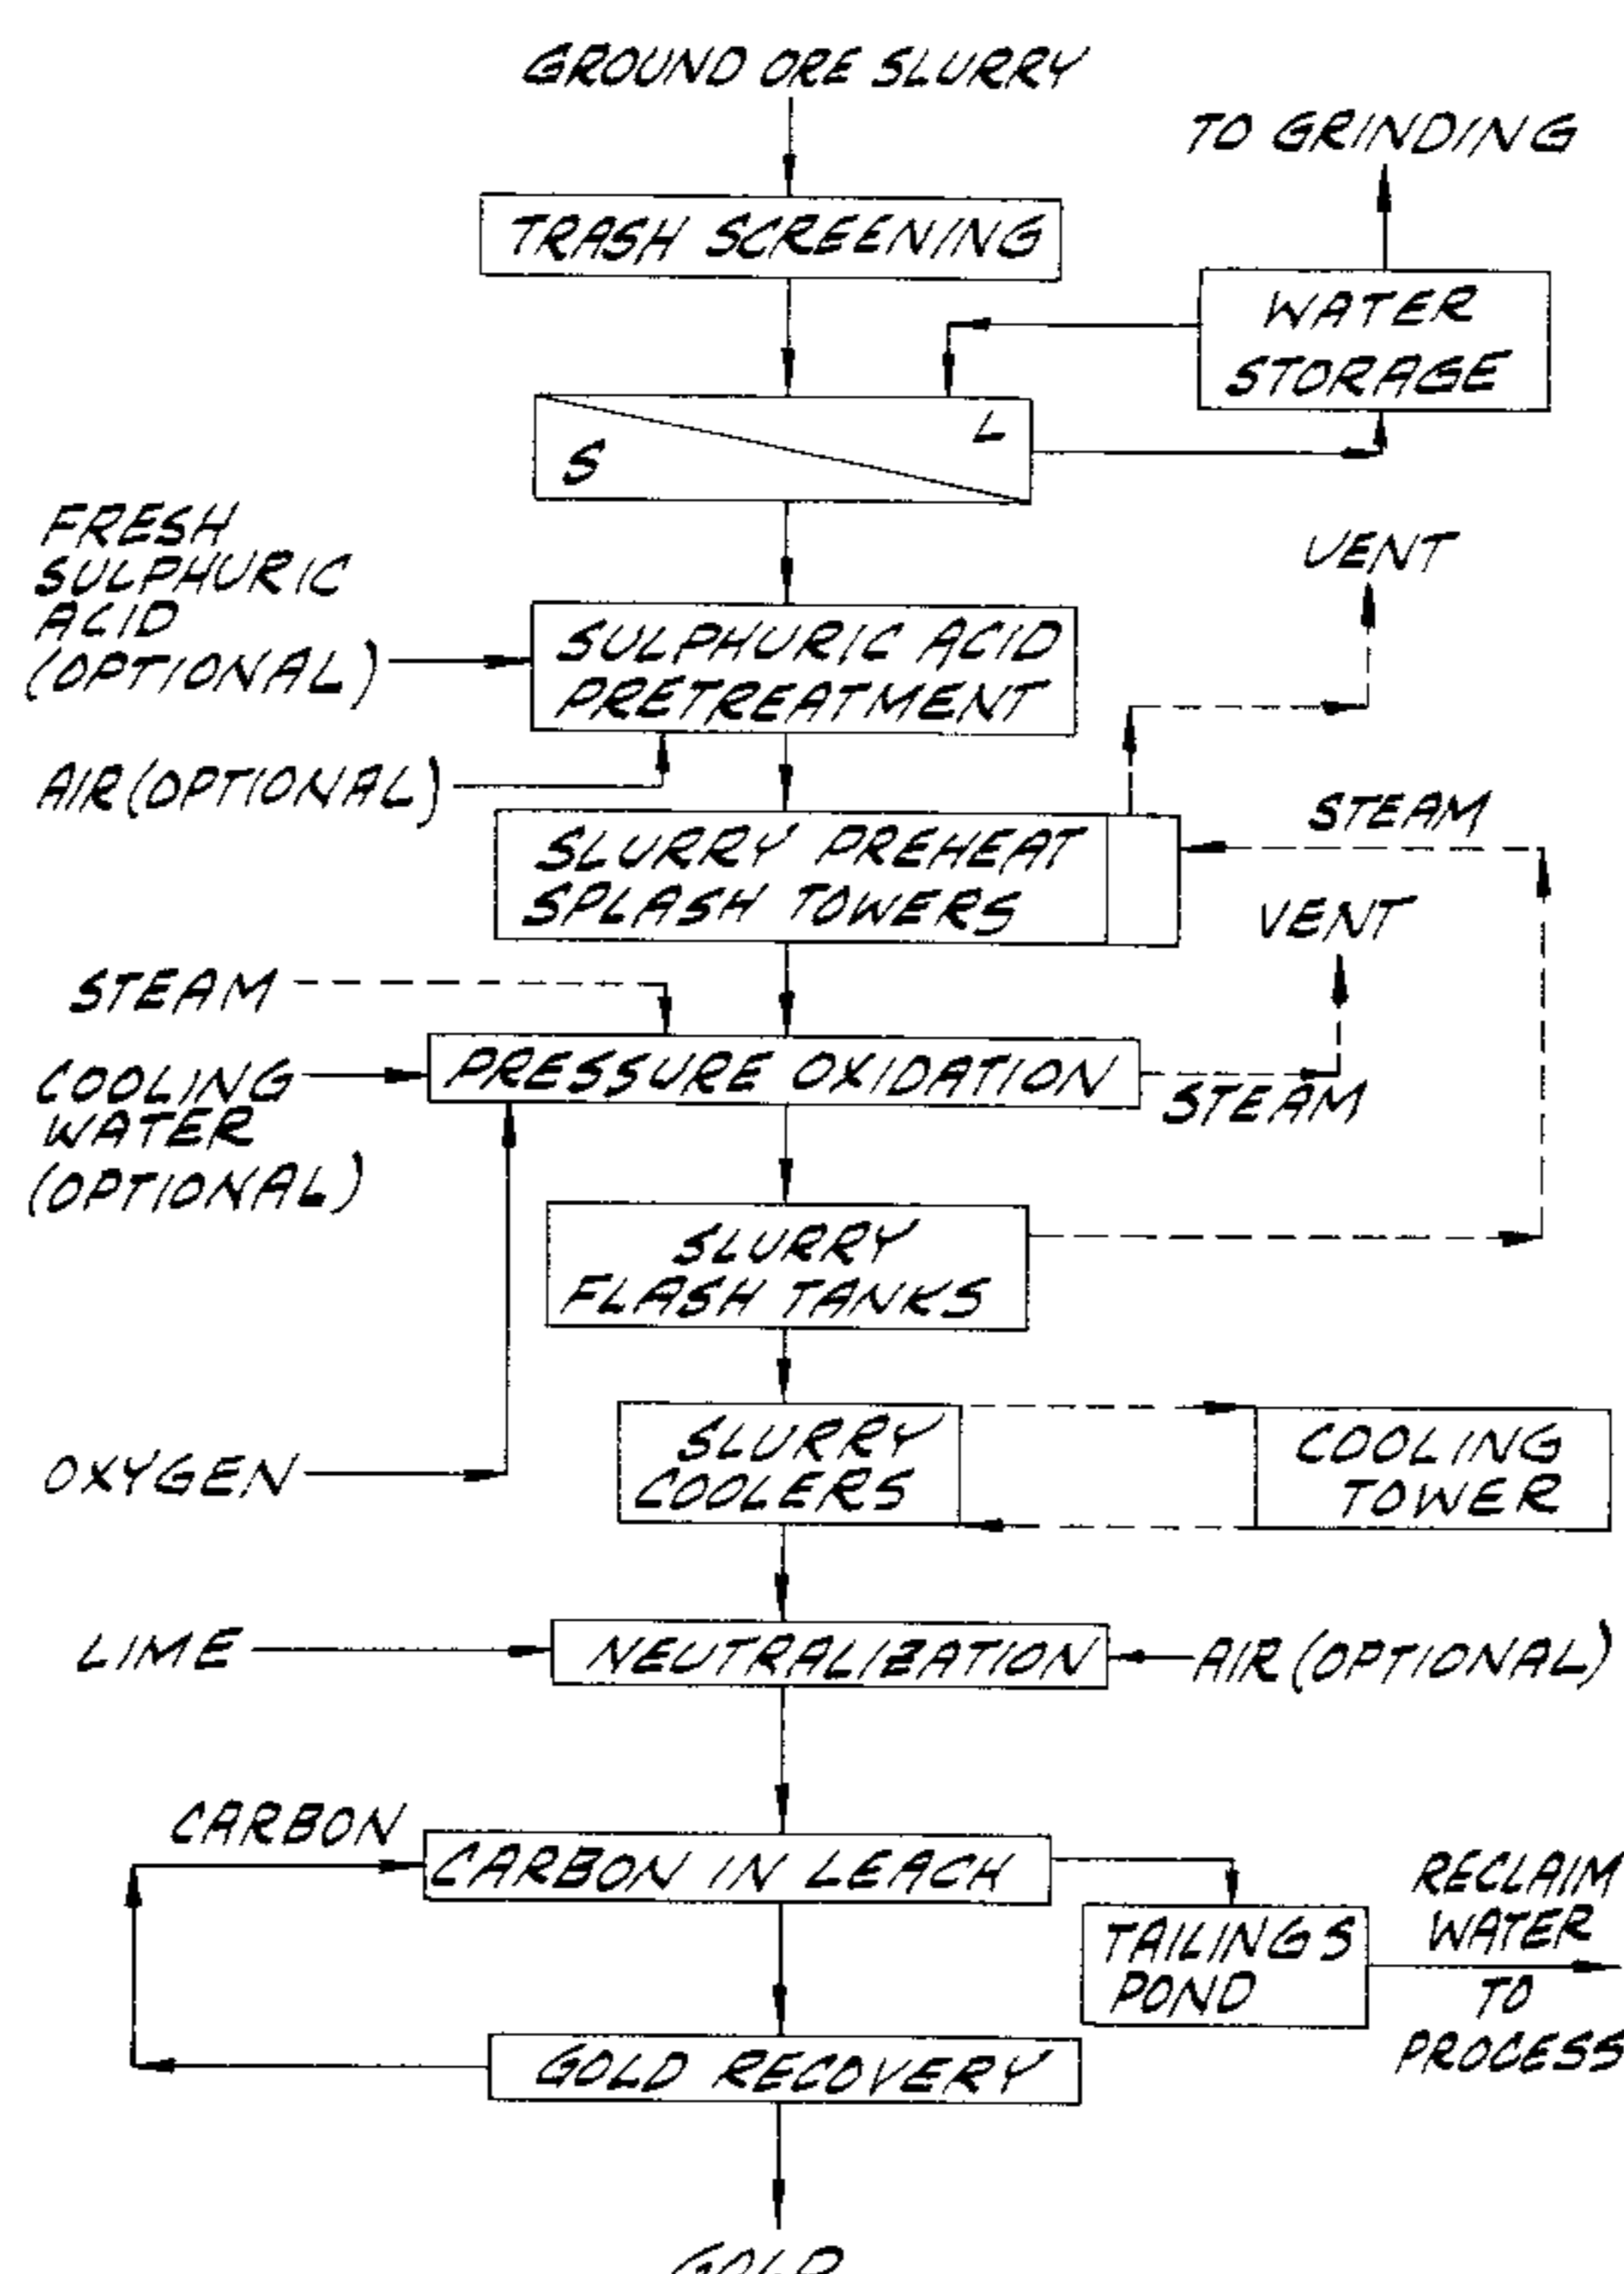 GROUND ORE SLURRY
TO GRINDING
TRASH SCREENING
WATER
STORAGE
L
S
FRESH
SULPHURIC
ACID
(OPTIONAL)
VENT
SULPHURIC ACID
PRETREATMENT
AIR (OPTIONAL)
STEAM
SLURRY PREHEAT
SPLASH TOWERS
VENT
STEAM
COOLING
WATER
(OPTIONAL)
PRESSURE OXIDATION
STEAM
SLURRY
FLASH TANKS
OXYGEN
SLURRY
COOLERS
COOLING
TOWER
LIME
NEUTRALIZATION
AIR (OPTIONAL)
CARBON
CARBON IN LEACH
TAILINGS
POND
RECLAIM
WATER
TO
PROCESS
GOLD RECOVERY
GOLD